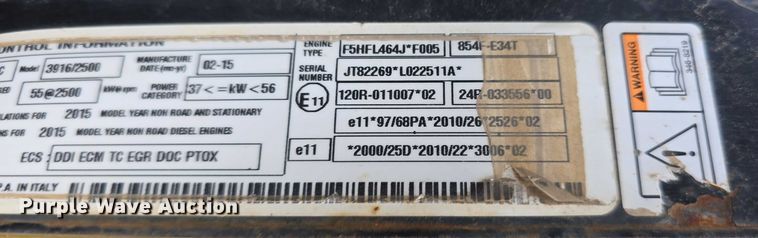 CONTROL INFORMATION
ENGINE TYPE F5HFL464J*F005 854F-E34T
C Model 3916/2500 MANUFACTURE DATE (mo-yr) 02-15
SERIAL NUMBER JT82269*L022511A*
55@2500 kW@rpm POWER CATEGORY 37<=kW<56
E11 120R-011007*02 24R-033556*00
LATIONS FOR 2015 MODEL YEAR NON ROAD AND STATIONARY
e11*97/68PA*2010/26*2526*02
NS FOR 2015 MODEL YEAR NON ROAD DIESEL ENGINES
ECS: DDI ECM TC EGR DOC PTOX
e11 *2000/25D*2010/22*3006*02
P.A. IN ITALY
WARNING
348-8219
Purple Wave Auction